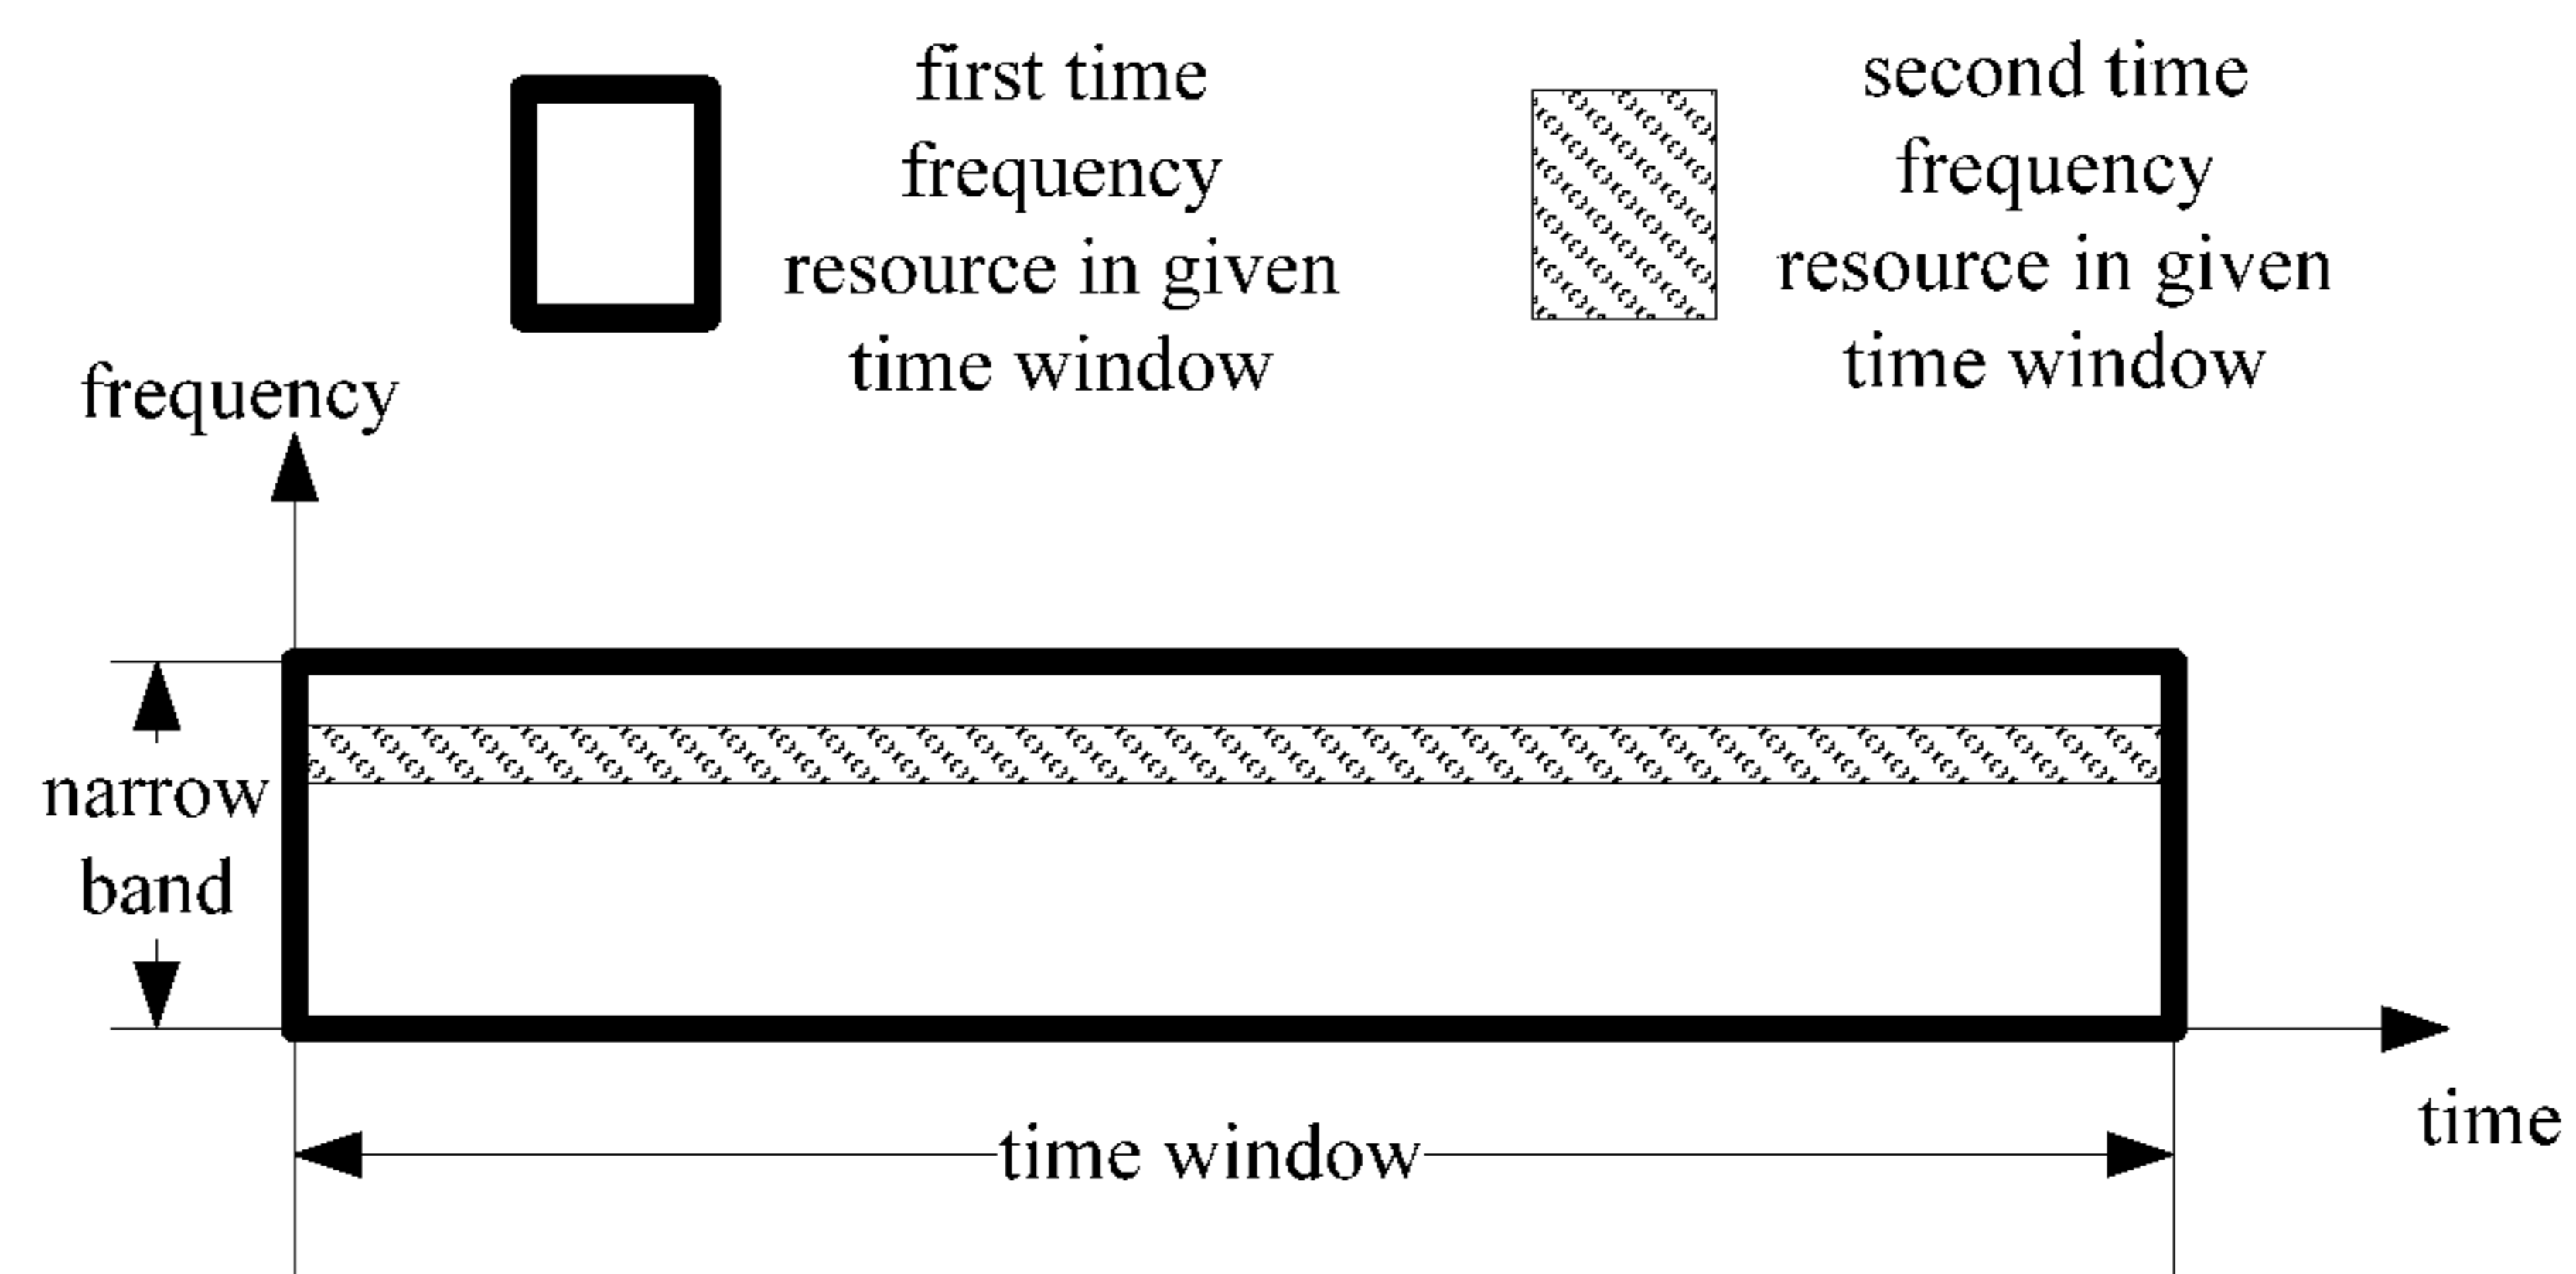 first time
frequency
resource in given
time window
second time
frequency
resource in given
time window
frequency
narrow
band
time window
time